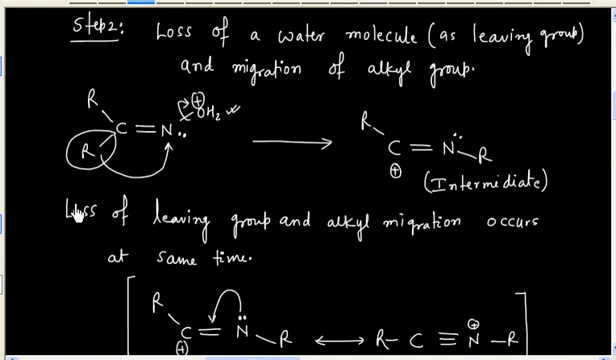 Step2: Loss of a water molecule (as leaving group)
and migration of alkyl group.
R
R
C = N : ⊕ OH2
R
C = N̈ - R
⊕
(Intermediate)
Loss of leaving group and alkyl migration occurs
at same time.
R
C = N̈ - R ⟷ R - C ≡ N - R
⊕ ⊕